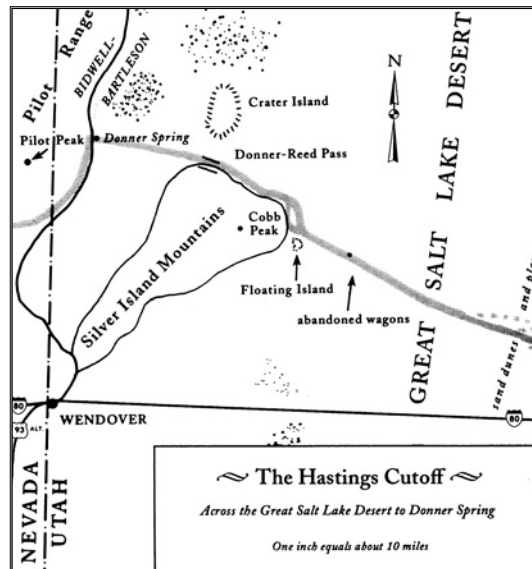 Pilot Range
BIDWELL-
BARTLESON
Crater Island
N
GREAT SALT LAKE DESERT
Pilot Peak
Donner Spring
Donner-Reed Pass
Cobb
Peak
Silver Island Mountains
Floating Island
abandoned wagons
sand dunes and
80
WENDOVER
80
93 ALT.
NEVADA
UTAH
The Hastings Cutoff
Across the Great Salt Lake Desert to Donner Spring
One inch equals about 10 miles